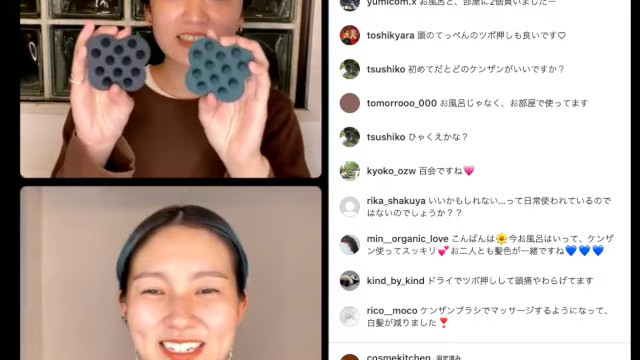 yumicom.x お風呂と、部屋に2個買いましたー
toshikyara 頭のてっぺんのツボ押しも良いです♡
tsushiko 初めてだとどのケンザンがいいですか？
tomorrooo_000 お風呂じゃなく、お部屋で使ってます
tsushiko ひゃくえかな？
kyoko_ozw 百会ですね💗
rika_shakuya いいかもしれない...って日常使われているので
はないのでしょうか？？
min__organic_love こんばんは🌼今お風呂はいって、ケンザ
ン使ってスッキリ💕お二人とも髪色が一緒ですね💙💙💙
kind_by_kind ドライでツボ押しして頭痛やわらげてます
rico__moco ケンザンブラシでマッサージするようになって、
白髪が減りました❣️
cosmekitchen 固定済み